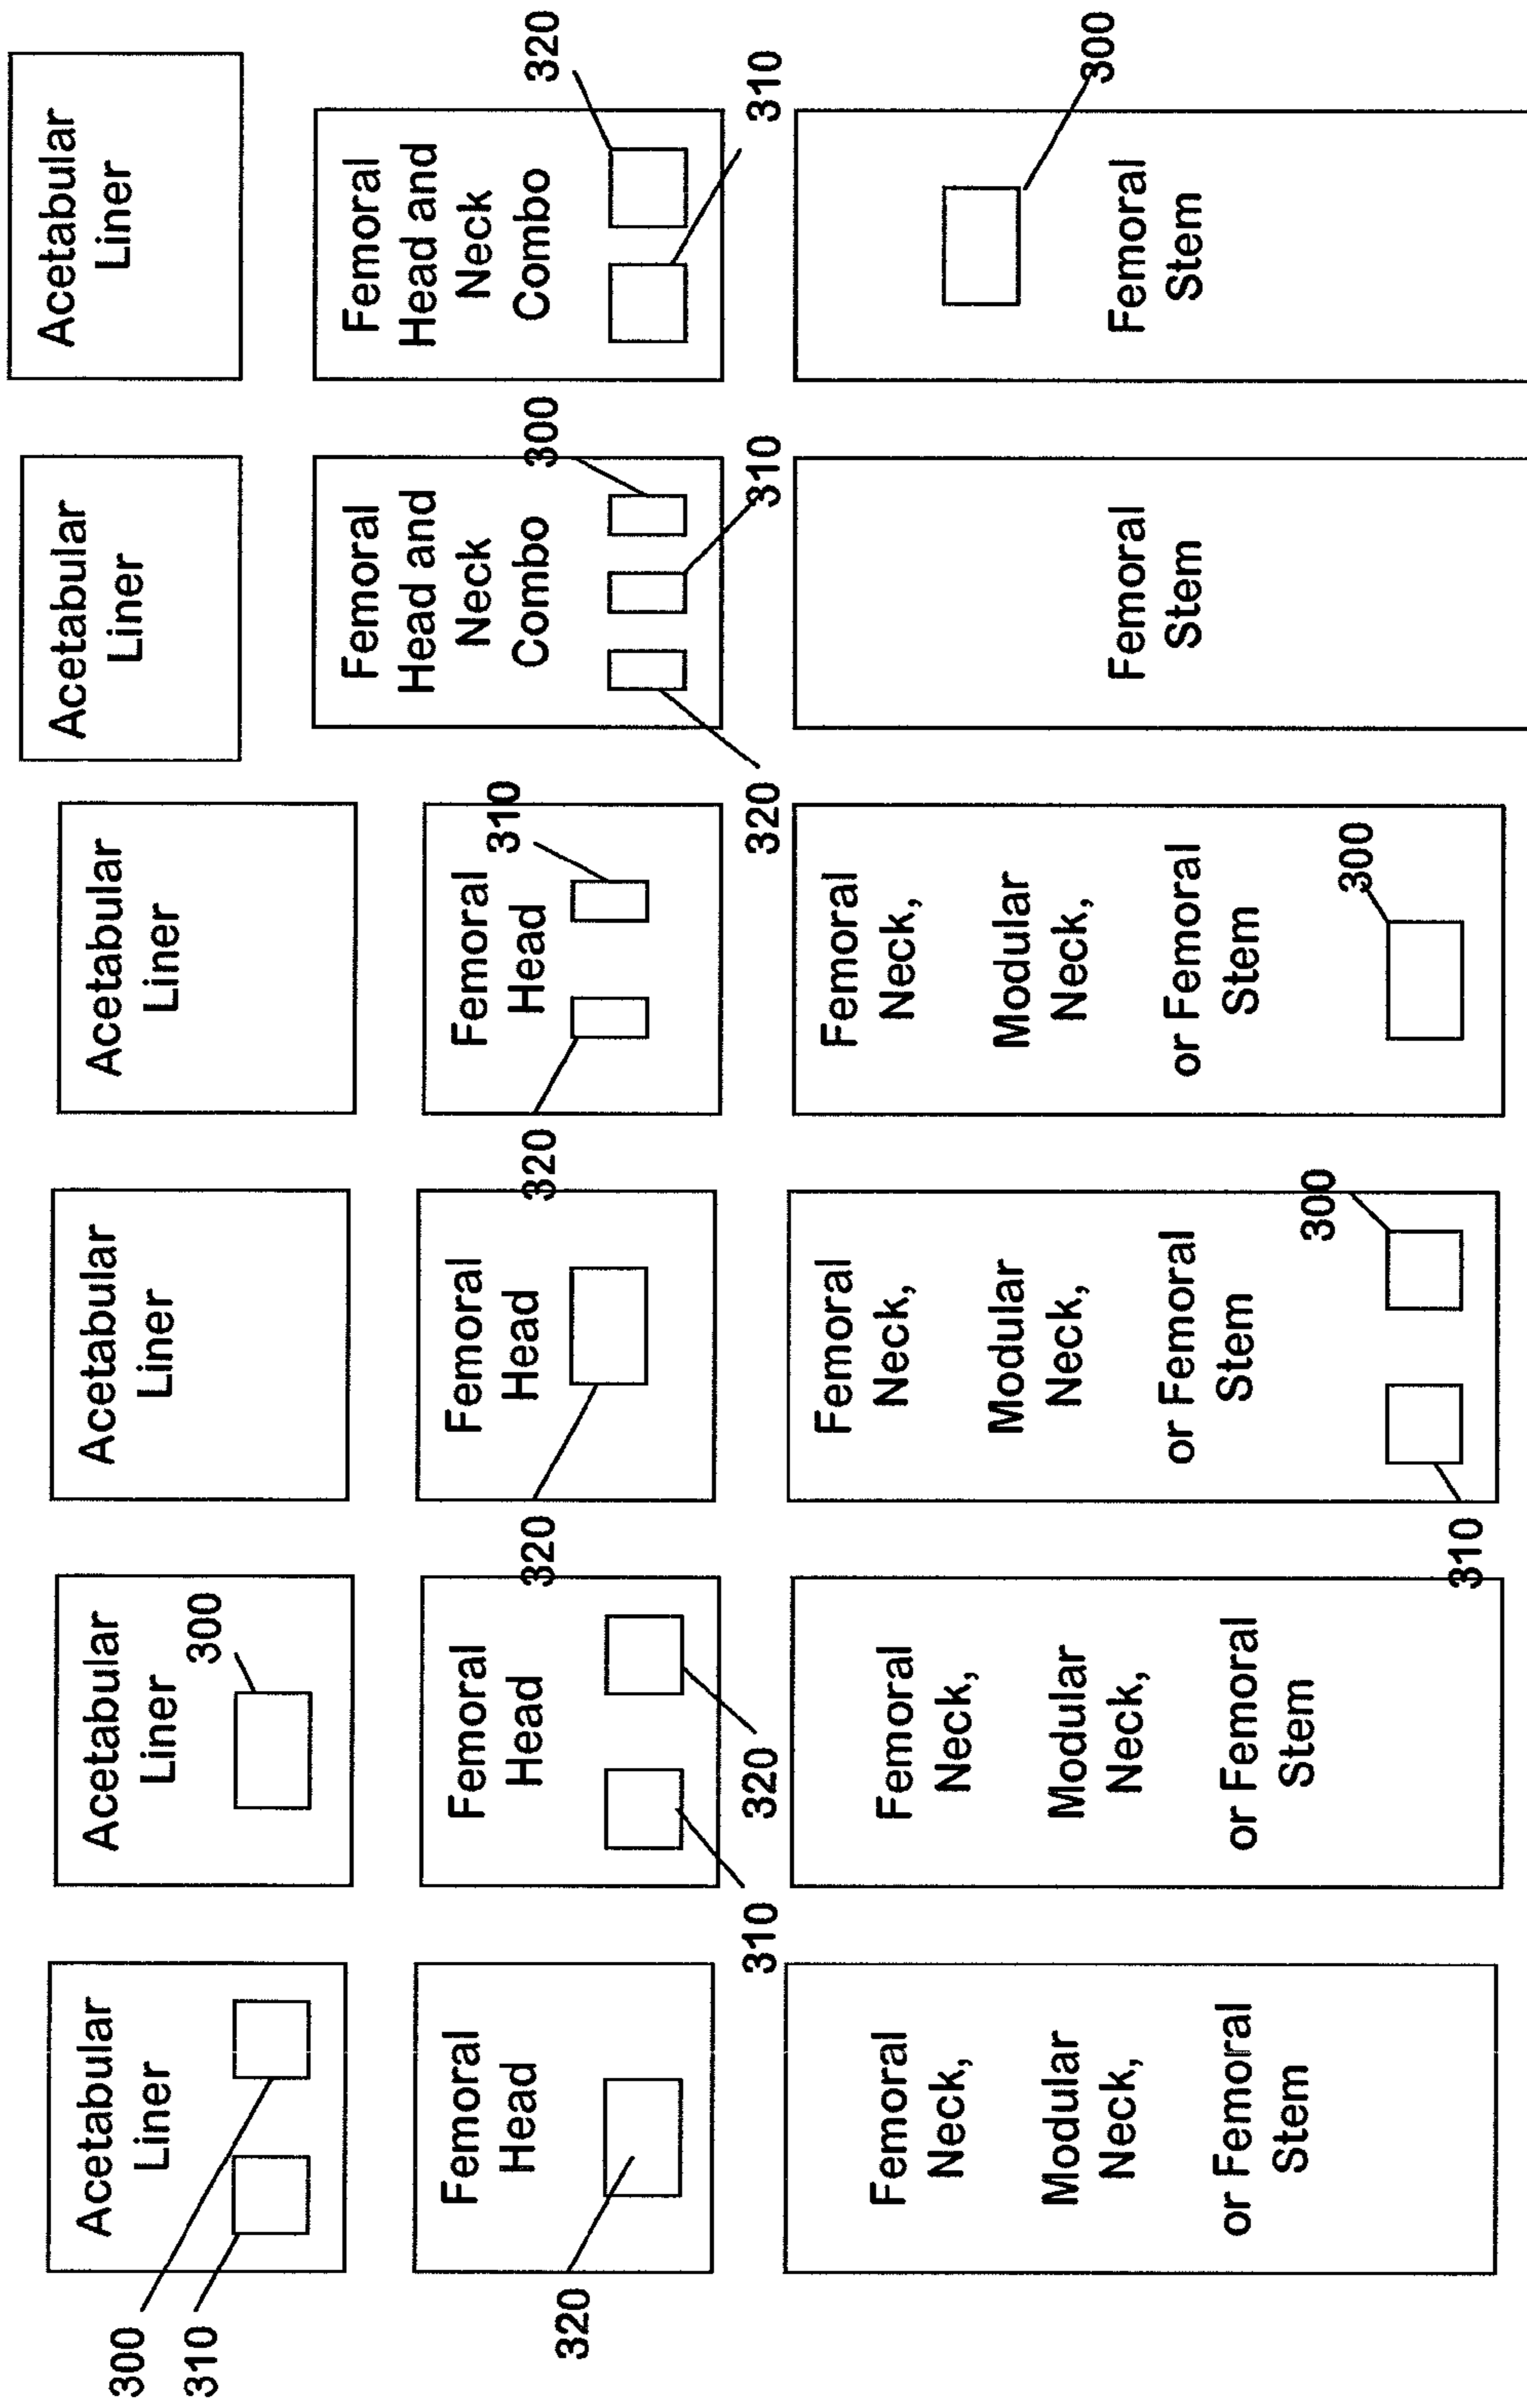 Acetabular
Liner
300
310
Femoral
Head
320
Femoral
Neck,
Modular
Neck,
or Femoral
Stem
Acetabular
Liner
300
Femoral
Head
310
320
Femoral
Neck,
Modular
Neck,
or Femoral
Stem
Acetabular
Liner
Femoral
Head
320
Femoral
Neck,
Modular
Neck,
or Femoral
Stem
300
310
Acetabular
Liner
Femoral
Head
310
320
Femoral
Neck,
Modular
Neck,
or Femoral
Stem
300
Acetabular
Liner
Femoral
Head and
Neck
Combo
300
310
320
Femoral
Stem
Acetabular
Liner
Femoral
Head and
Neck
Combo
320
310
300
Femoral
Stem